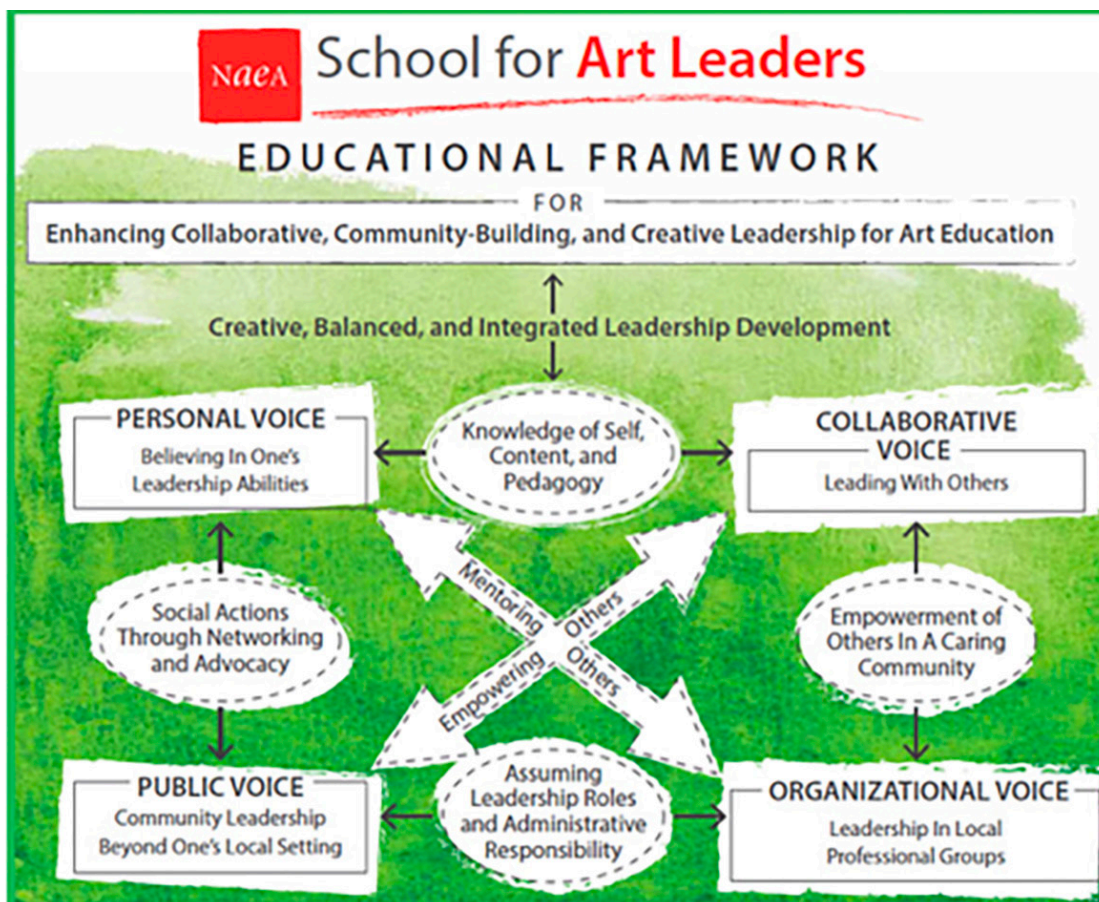 NaeA
School for Art Leaders
EDUCATIONAL FRAMEWORK
FOR
Enhancing Collaborative, Community-Building, and Creative Leadership for Art Education
Creative, Balanced, and Integrated Leadership Development
PERSONAL VOICE
Believing In One's
Leadership Abilities
Knowledge of Self,
Content, and
Pedagogy
COLLABORATIVE
VOICE
Leading With Others
Social Actions
Through Networking
and Advocacy
Mentoring Others
Empowering Others
Empowerment of
Others In A Caring
Community
PUBLIC VOICE
Community Leadership
Beyond One's Local Setting
Assuming
Leadership Roles
and Administrative
Responsibility
ORGANIZATIONAL VOICE
Leadership In Local
Professional Groups